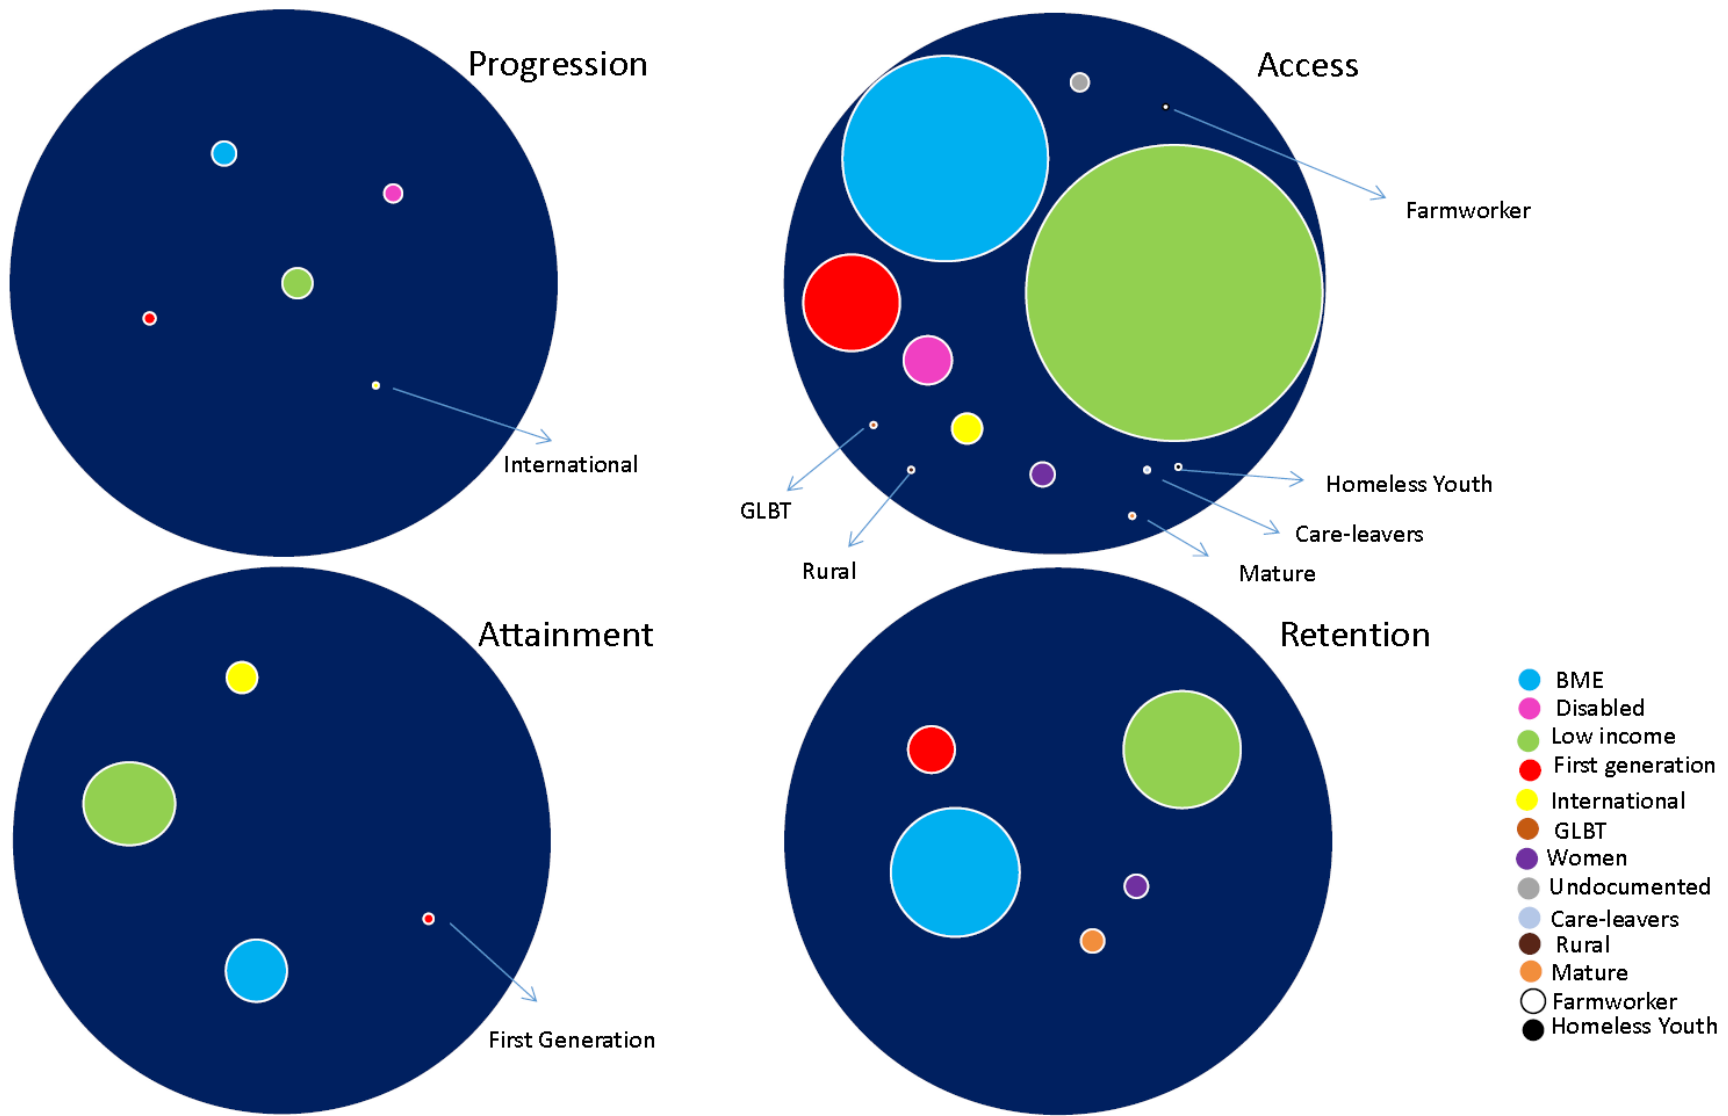 Progression
Access
Farmworker
International
GLBT
Rural
Homeless Youth
Care-leavers
Mature
Attainment
Retention
First Generation
BME
Disabled
Low income
First generation
International
GLBT
Women
Undocumented
Care-leavers
Rural
Mature
Farmworker
Homeless Youth